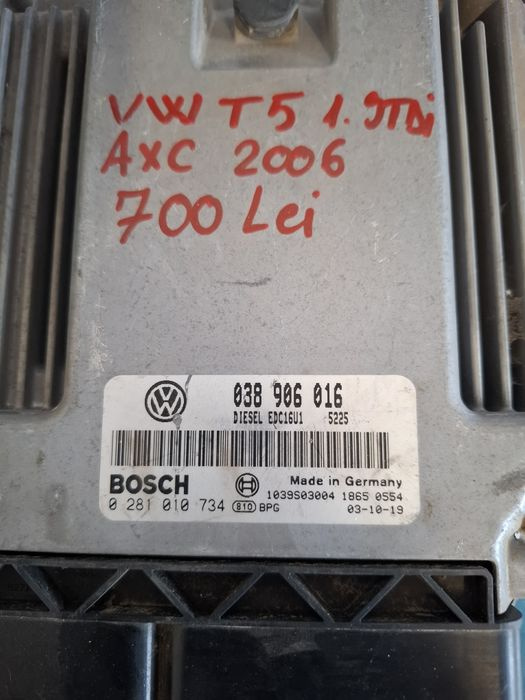 VW T5 1.9TDi
AXC 2006
700 Lei
038 906 016
DIESEL EDC16U1 5225
BOSCH
Made in Germany
1039S03004 1865 0554
0 281 010 734 810 BPG 03-10-19